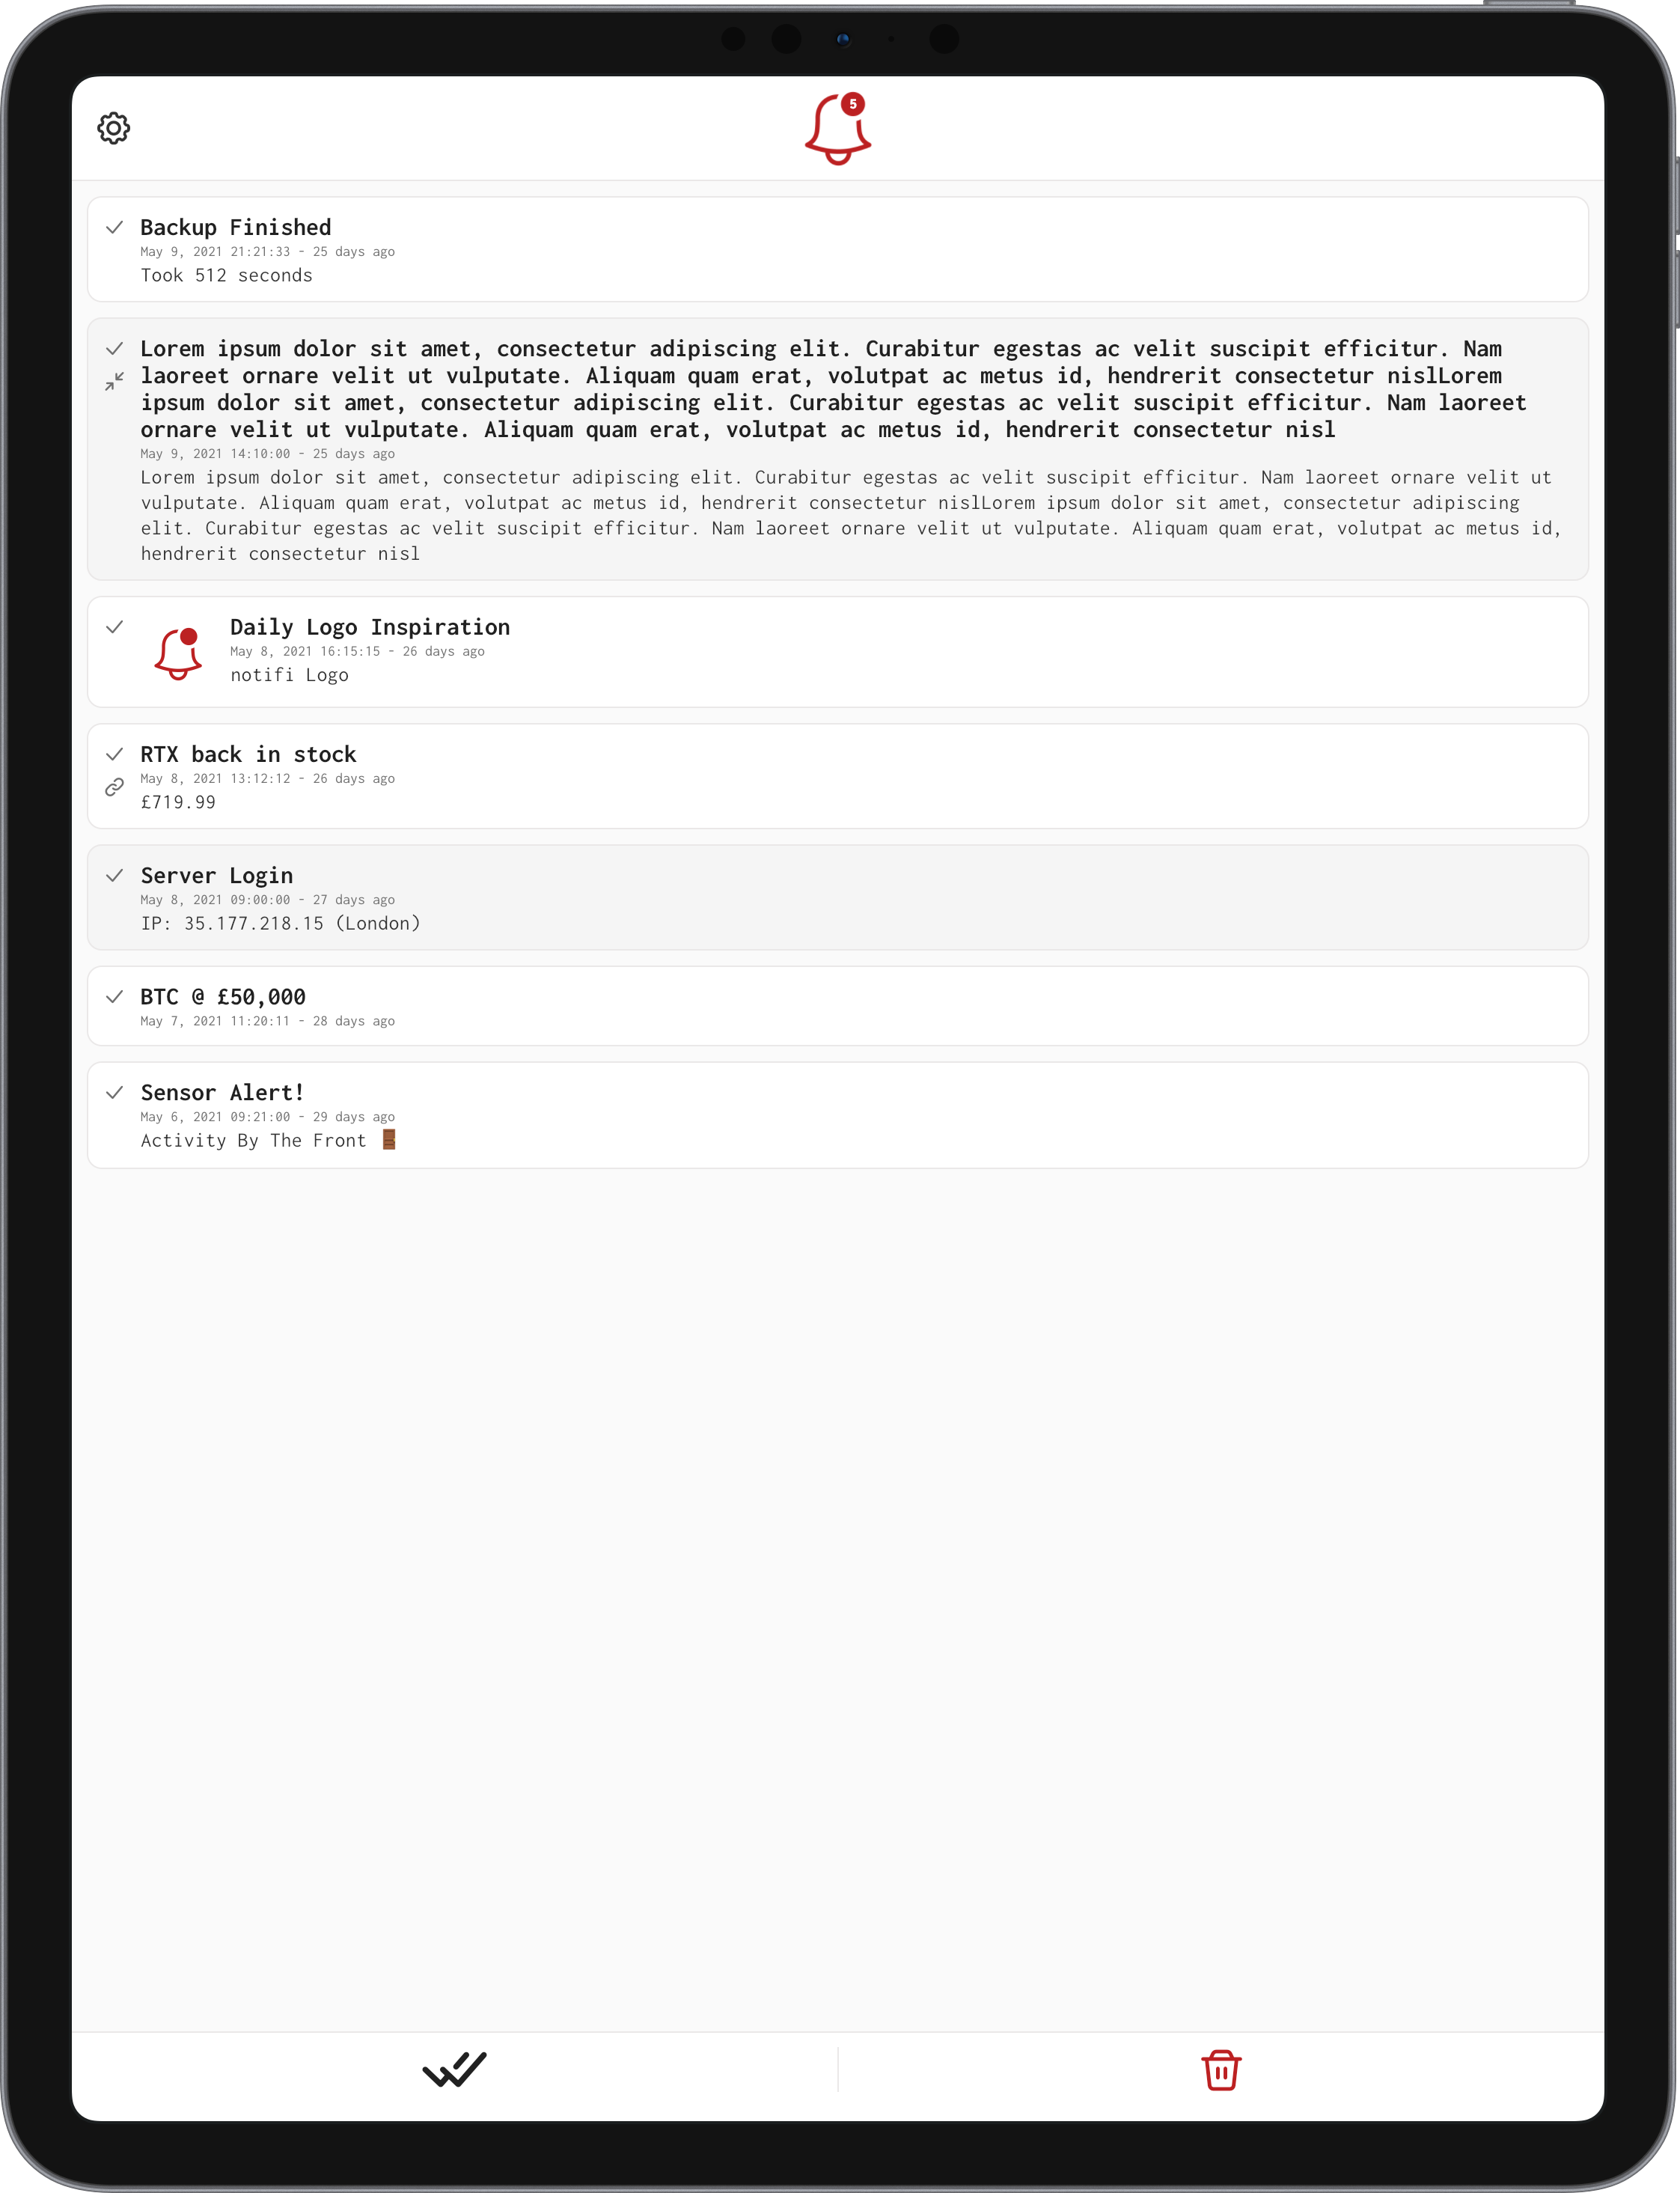 5
Backup Finished
May 9, 2021 21:21:33 - 25 days ago
Took 512 seconds
Lorem ipsum dolor sit amet, consectetur adipiscing elit. Curabitur egestas ac velit suscipit efficitur. Nam
laoreet ornare velit ut vulputate. Aliquam quam erat, volutpat ac metus id, hendrerit consectetur nislLorem
ipsum dolor sit amet, consectetur adipiscing elit. Curabitur egestas ac velit suscipit efficitur. Nam laoreet
ornare velit ut vulputate. Aliquam quam erat, volutpat ac metus id, hendrerit consectetur nisl
May 9, 2021 14:10:00 - 25 days ago
Lorem ipsum dolor sit amet, consectetur adipiscing elit. Curabitur egestas ac velit suscipit efficitur. Nam laoreet ornare velit ut
vulputate. Aliquam quam erat, volutpat ac metus id, hendrerit consectetur nislLorem ipsum dolor sit amet, consectetur adipiscing
elit. Curabitur egestas ac velit suscipit efficitur. Nam laoreet ornare velit ut vulputate. Aliquam quam erat, volutpat ac metus id,
hendrerit consectetur nisl
Daily Logo Inspiration
May 8, 2021 16:15:15 - 26 days ago
notifi Logo
RTX back in stock
May 8, 2021 13:12:12 - 26 days ago
£719.99
Server Login
May 8, 2021 09:00:00 - 27 days ago
IP: 35.177.218.15 (London)
BTC @ £50,000
May 7, 2021 11:20:11 - 28 days ago
Sensor Alert!
May 6, 2021 09:21:00 - 29 days ago
Activity By The Front 🚪